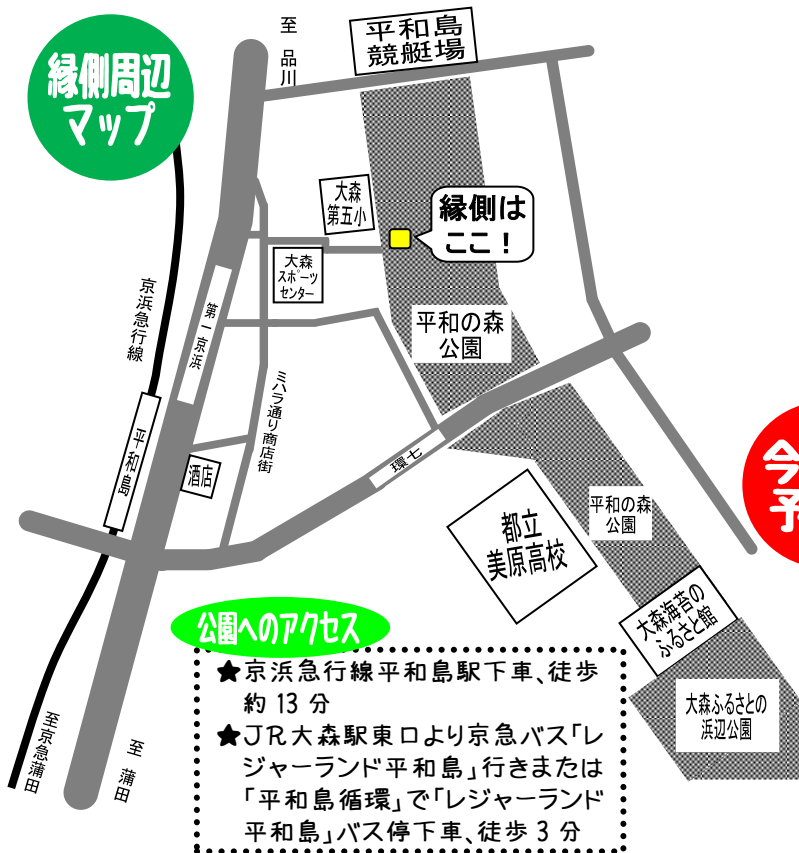 縁側周辺
マップ
至 品川
平和島
競艇場
大森
第五小
縁側は
ここ！
大森
スポーツ
センター
平和の森
公園
京浜急行線
第一京浜
ミハラ通り商店街
平和島
酒店
環七
都立
美原高校
平和の森
公園
大森海苔の
ふるさと館
大森ふるさとの
浜辺公園
至京急蒲田
至 蒲田
今
予
公園へのアクセス
★京浜急行線平和島駅下車、徒歩
約 13 分
★JR大森駅東口より京急バス「レ
ジャーランド平和島」行きまたは
「平和島循環」で「レジャーランド
平和島」バス停下車、徒歩 3 分